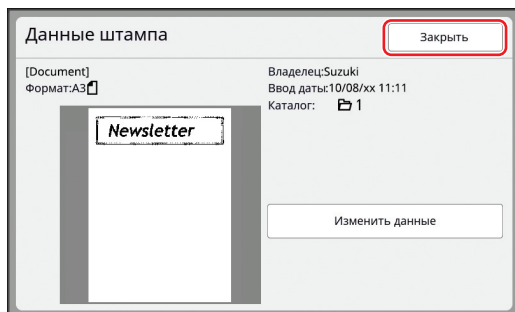 Данные штампа
Закрыть
[Document]
Формат:A3
Владелец:Suzuki
Ввод даты:10/08/xx 11:11
Каталог: 1
Newsletter
Изменить данные